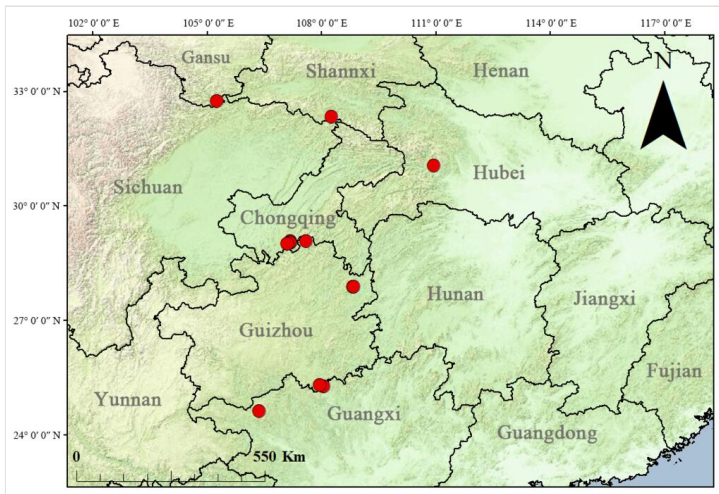 102°0′0″E 105°0′0″E 108°0′0″E 111°0′0″E 114°0′0″E 117°0′0″E
Gansu
Shannxi
Henan
N
33°0′0″N
Sichuan
Hubei
30°0′0″N
Chongqing
Hunan
Jiangxi
27°0′0″N
Guizhou
Fujian
Yunnan
Guangxi
24°0′0″N
Guangdong
0 550 Km